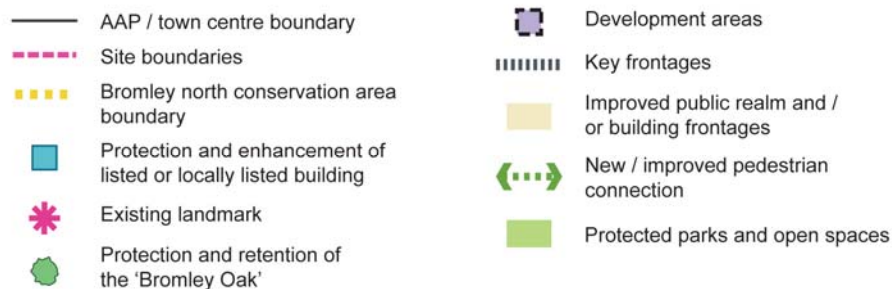 AAP / town centre boundary
Site boundaries
Bromley north conservation area
boundary
Protection and enhancement of
listed or locally listed building
Existing landmark
Protection and retention of
the ‘Bromley Oak’
Development areas
Key frontages
Improved public realm and /
or building frontages
New / improved pedestrian
connection
Protected parks and open spaces